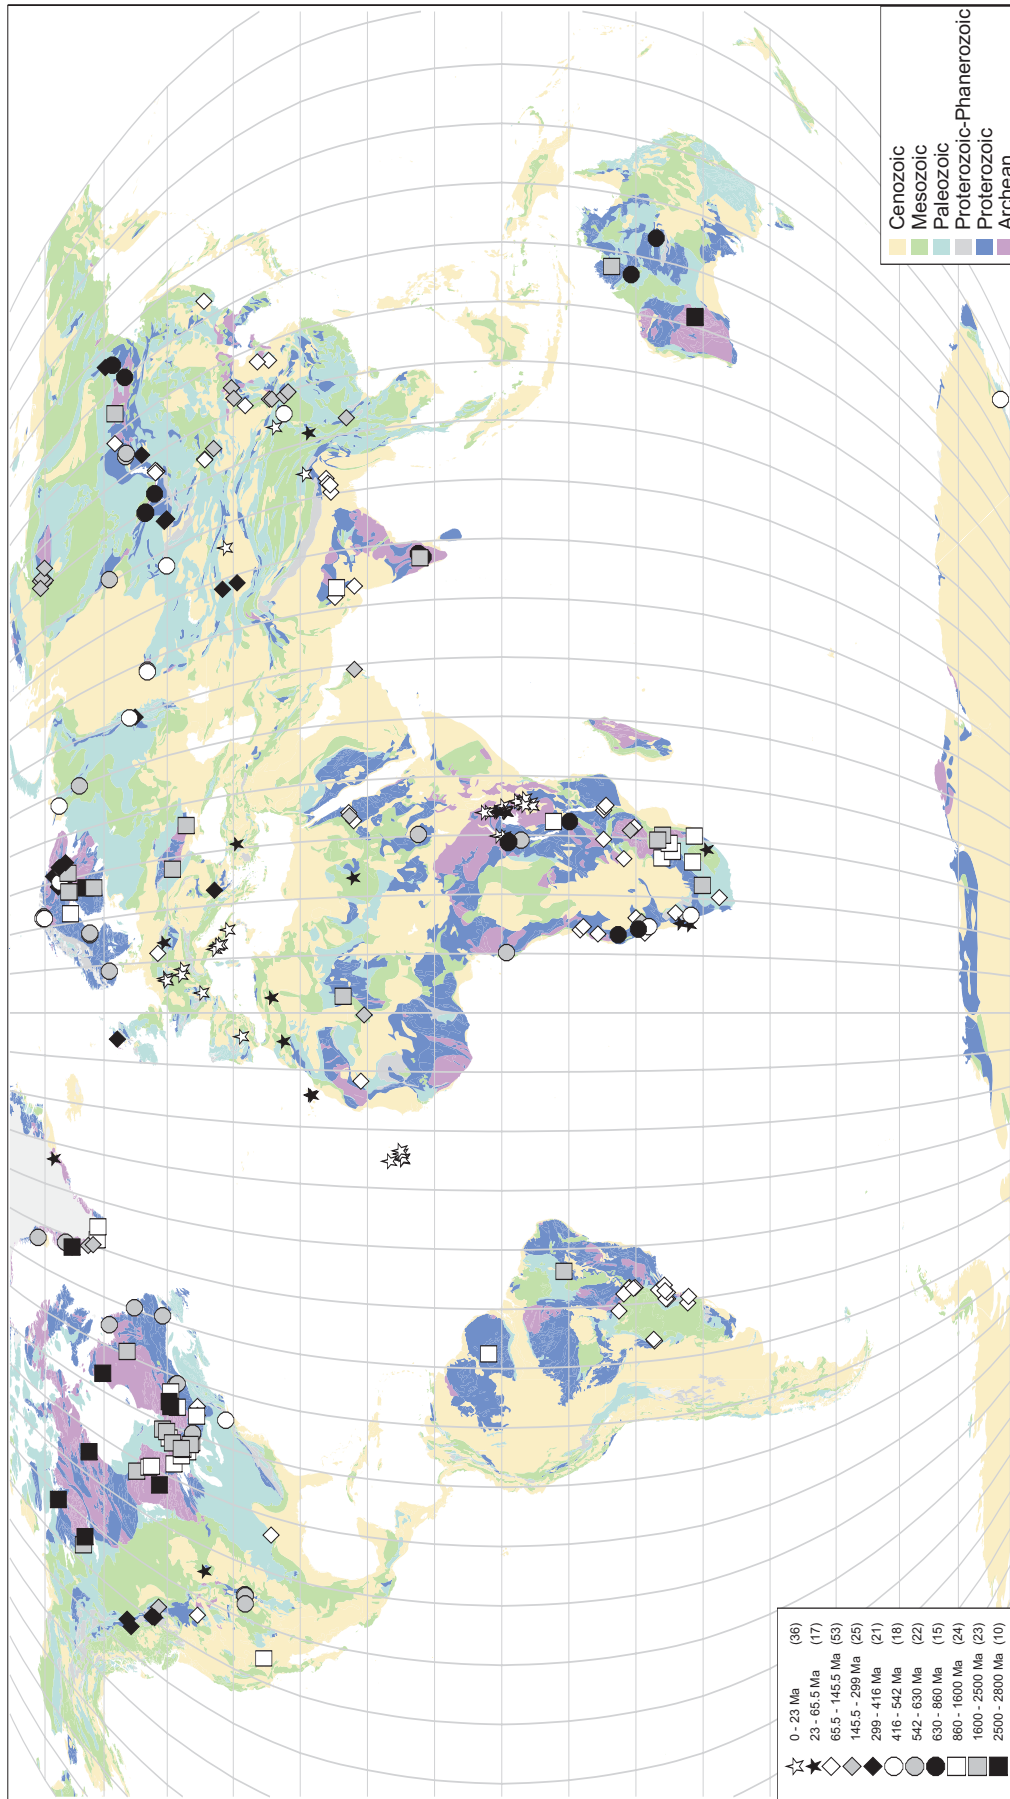 Cenozoic
Mesozoic
Paleozoic
Proterozoic-Phanerozoic
Proterozoic
Archean
0 - 23 Ma (36)
23 - 65.5 Ma (17)
65.5 - 145.5 Ma (53)
145.5 - 299 Ma (25)
299 - 416 Ma (21)
416 - 542 Ma (18)
542 - 630 Ma (22)
630 - 860 Ma (15)
860 - 1600 Ma (24)
1600 - 2500 Ma (23)
2500 - 2800 Ma (10)